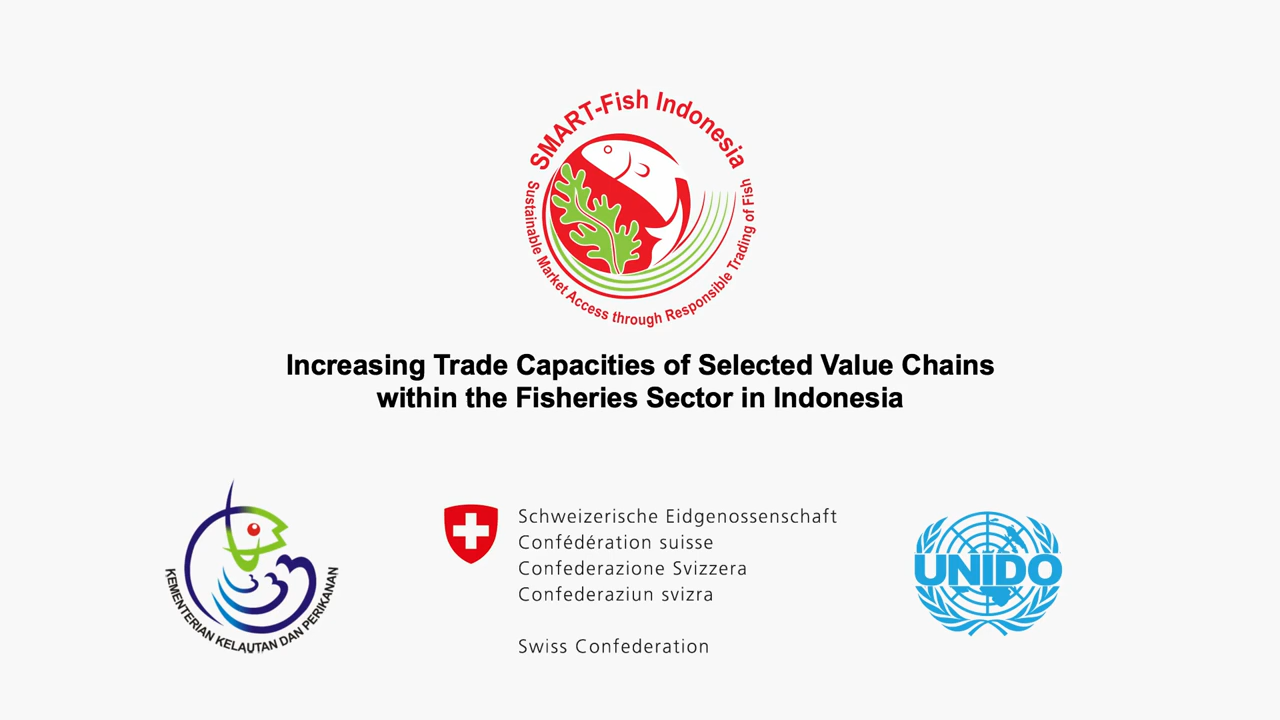 SMART-Fish Indonesia
Sustainable Market Access through Responsible Trading of Fish
Increasing Trade Capacities of Selected Value Chains
within the Fisheries Sector in Indonesia
KEMENTERIAN KELAUTAN DAN PERIKANAN
Schweizerische Eidgenossenschaft
Confédération suisse
Confederazione Svizzera
Confederaziun svizra
Swiss Confederation
UNIDO